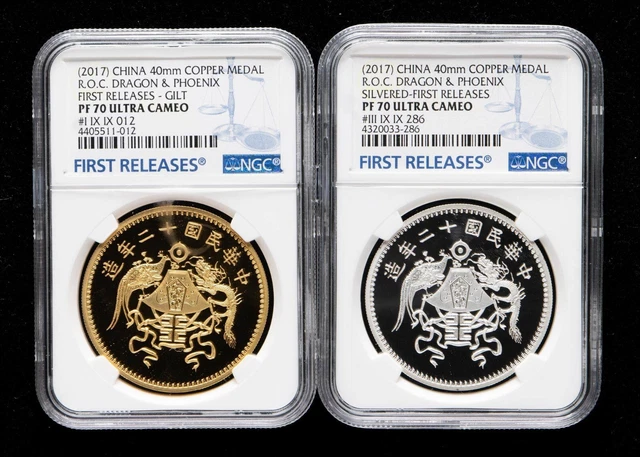 (2017) CHINA 40mm COPPER MEDAL
R.O.C. DRAGON & PHOENIX
FIRST RELEASES - GILT
PF 70 ULTRA CAMEO
#I IX IX 012
4405511-012
FIRST RELEASES®
NGC®
中華民國十二年造
(2017) CHINA 40mm COPPER MEDAL
R.O.C. DRAGON & PHOENIX
SILVERED-FIRST RELEASES
PF 70 ULTRA CAMEO
#III IX IX 286
4320033-286
FIRST RELEASES®
NGC®
中華民國十二年造